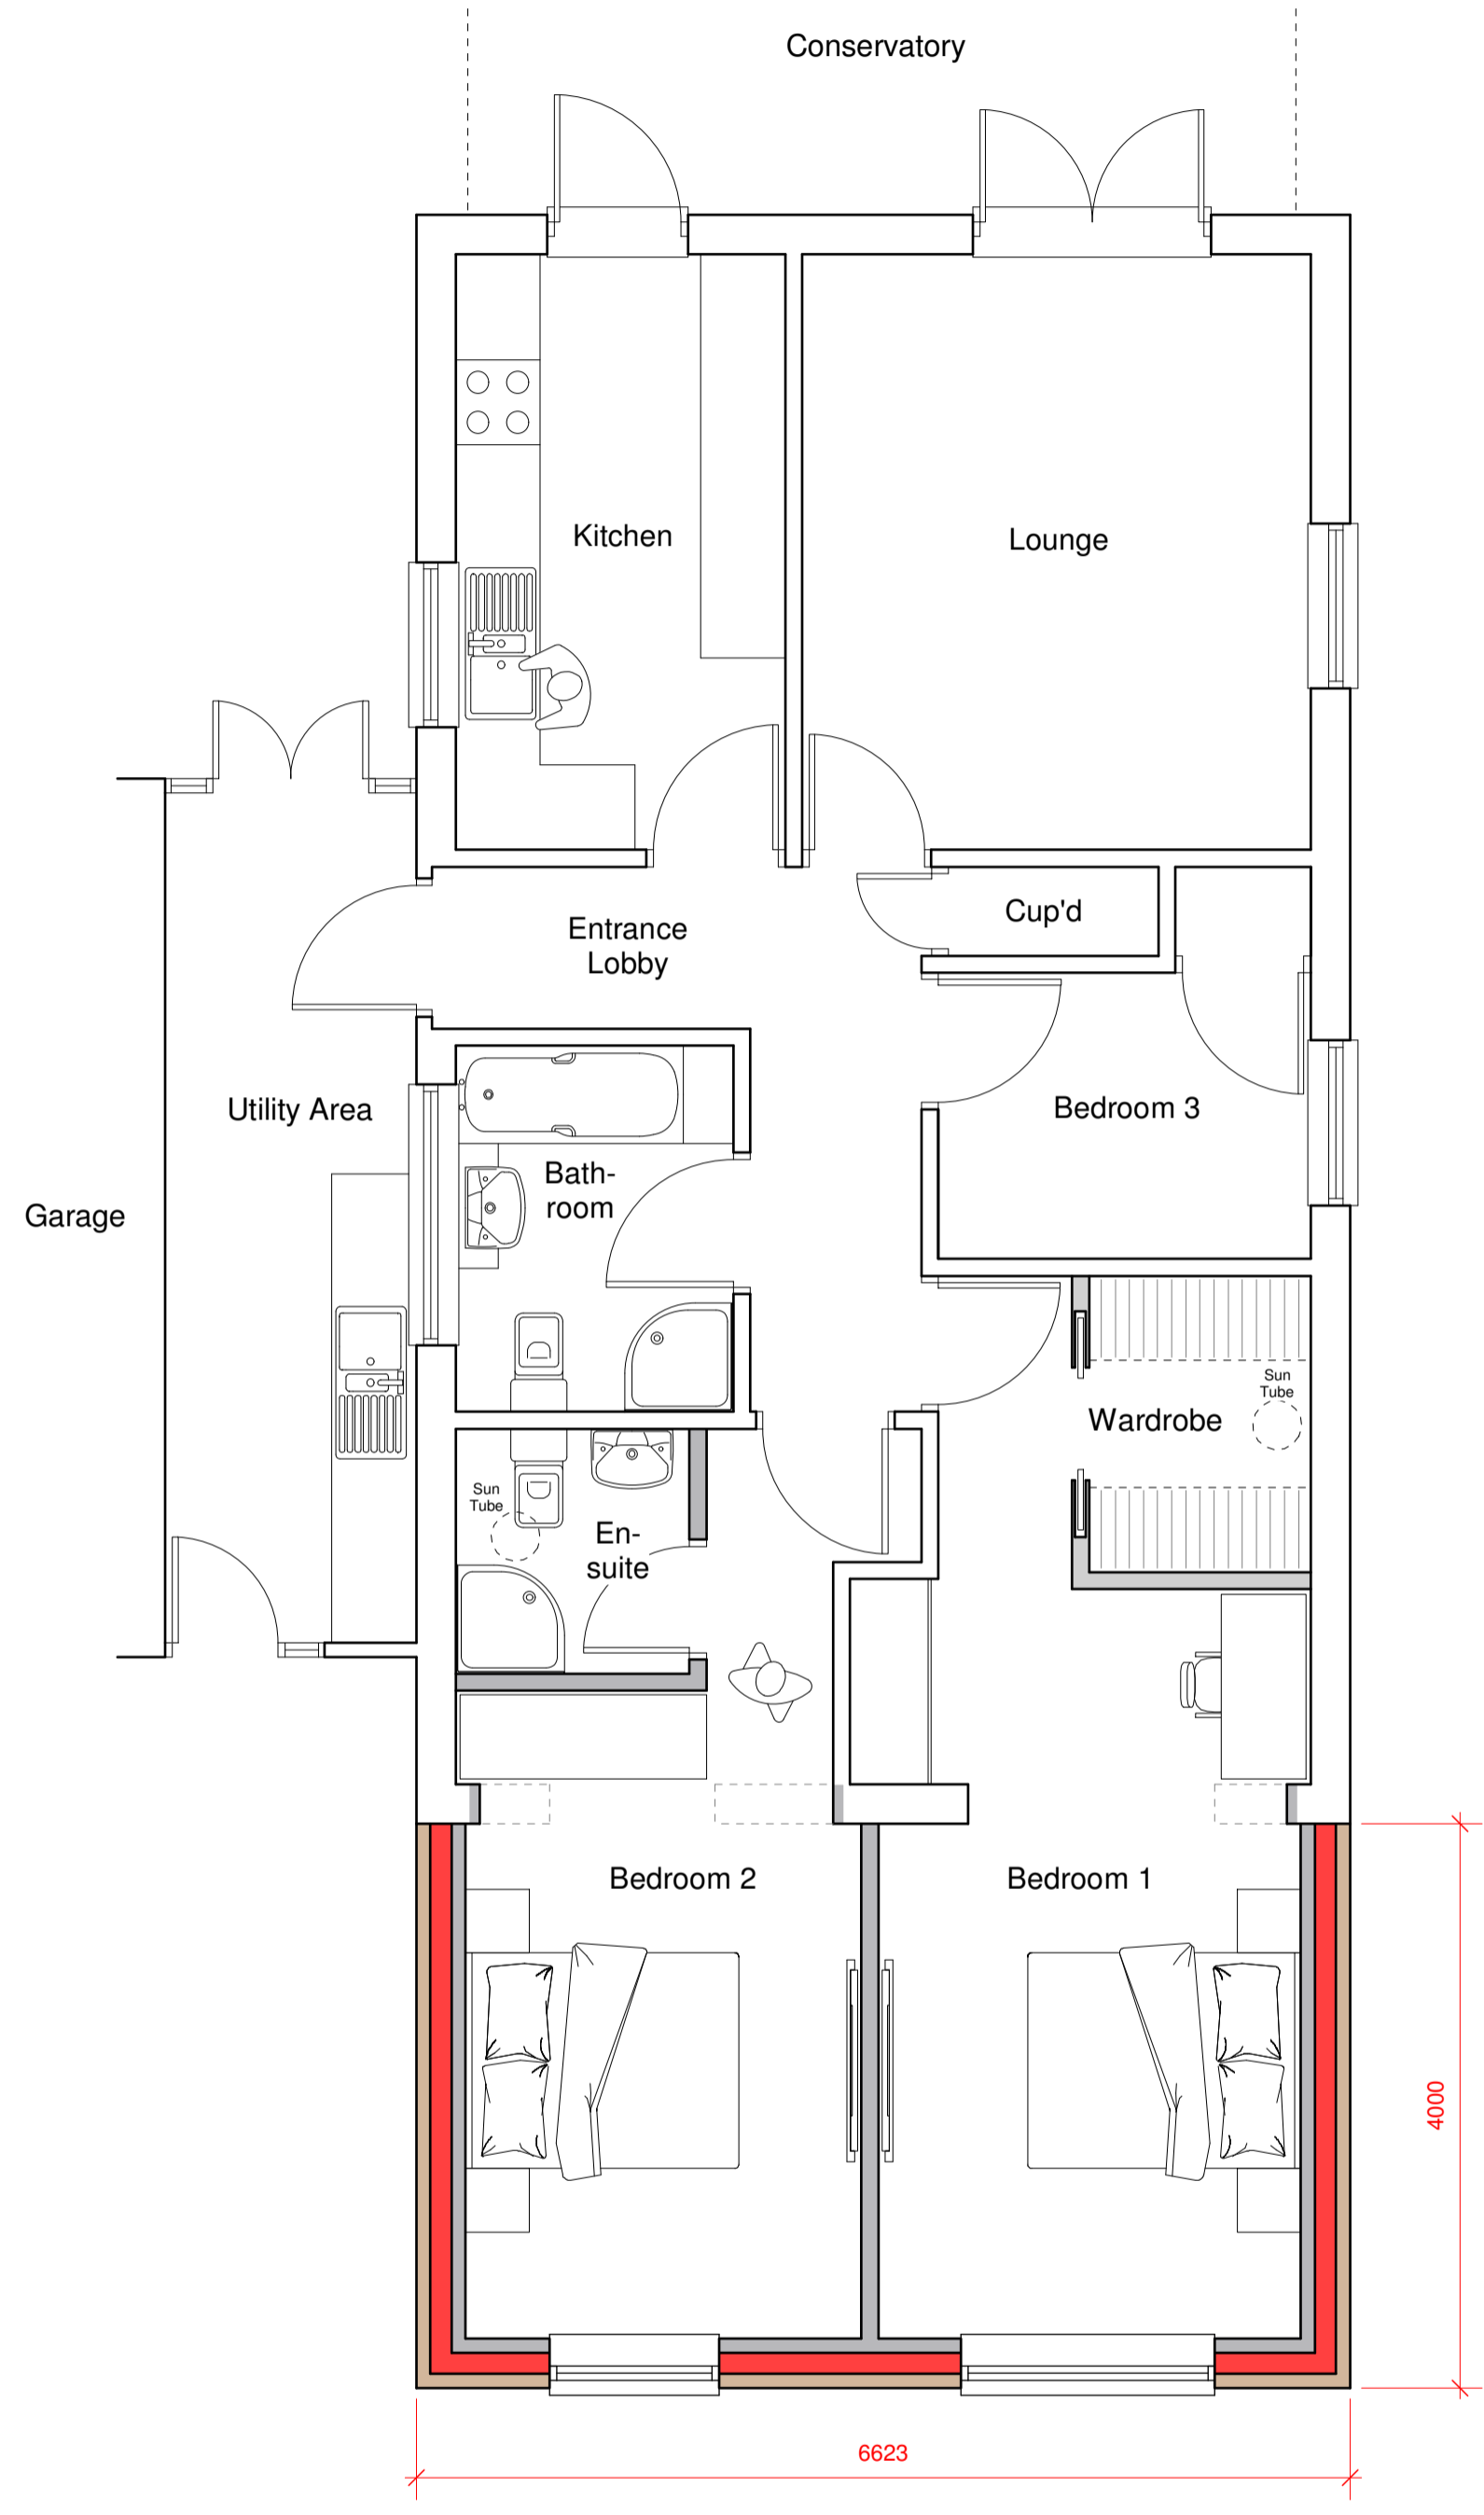 Conservatory
Kitchen
Lounge
Cup'd
Entrance
Lobby
Utility Area
Bedroom 3
Bath-
room
Garage
Sun
Tube
Wardrobe
Sun
Tube
En-
suite
Bedroom 2
Bedroom 1
4000
6623